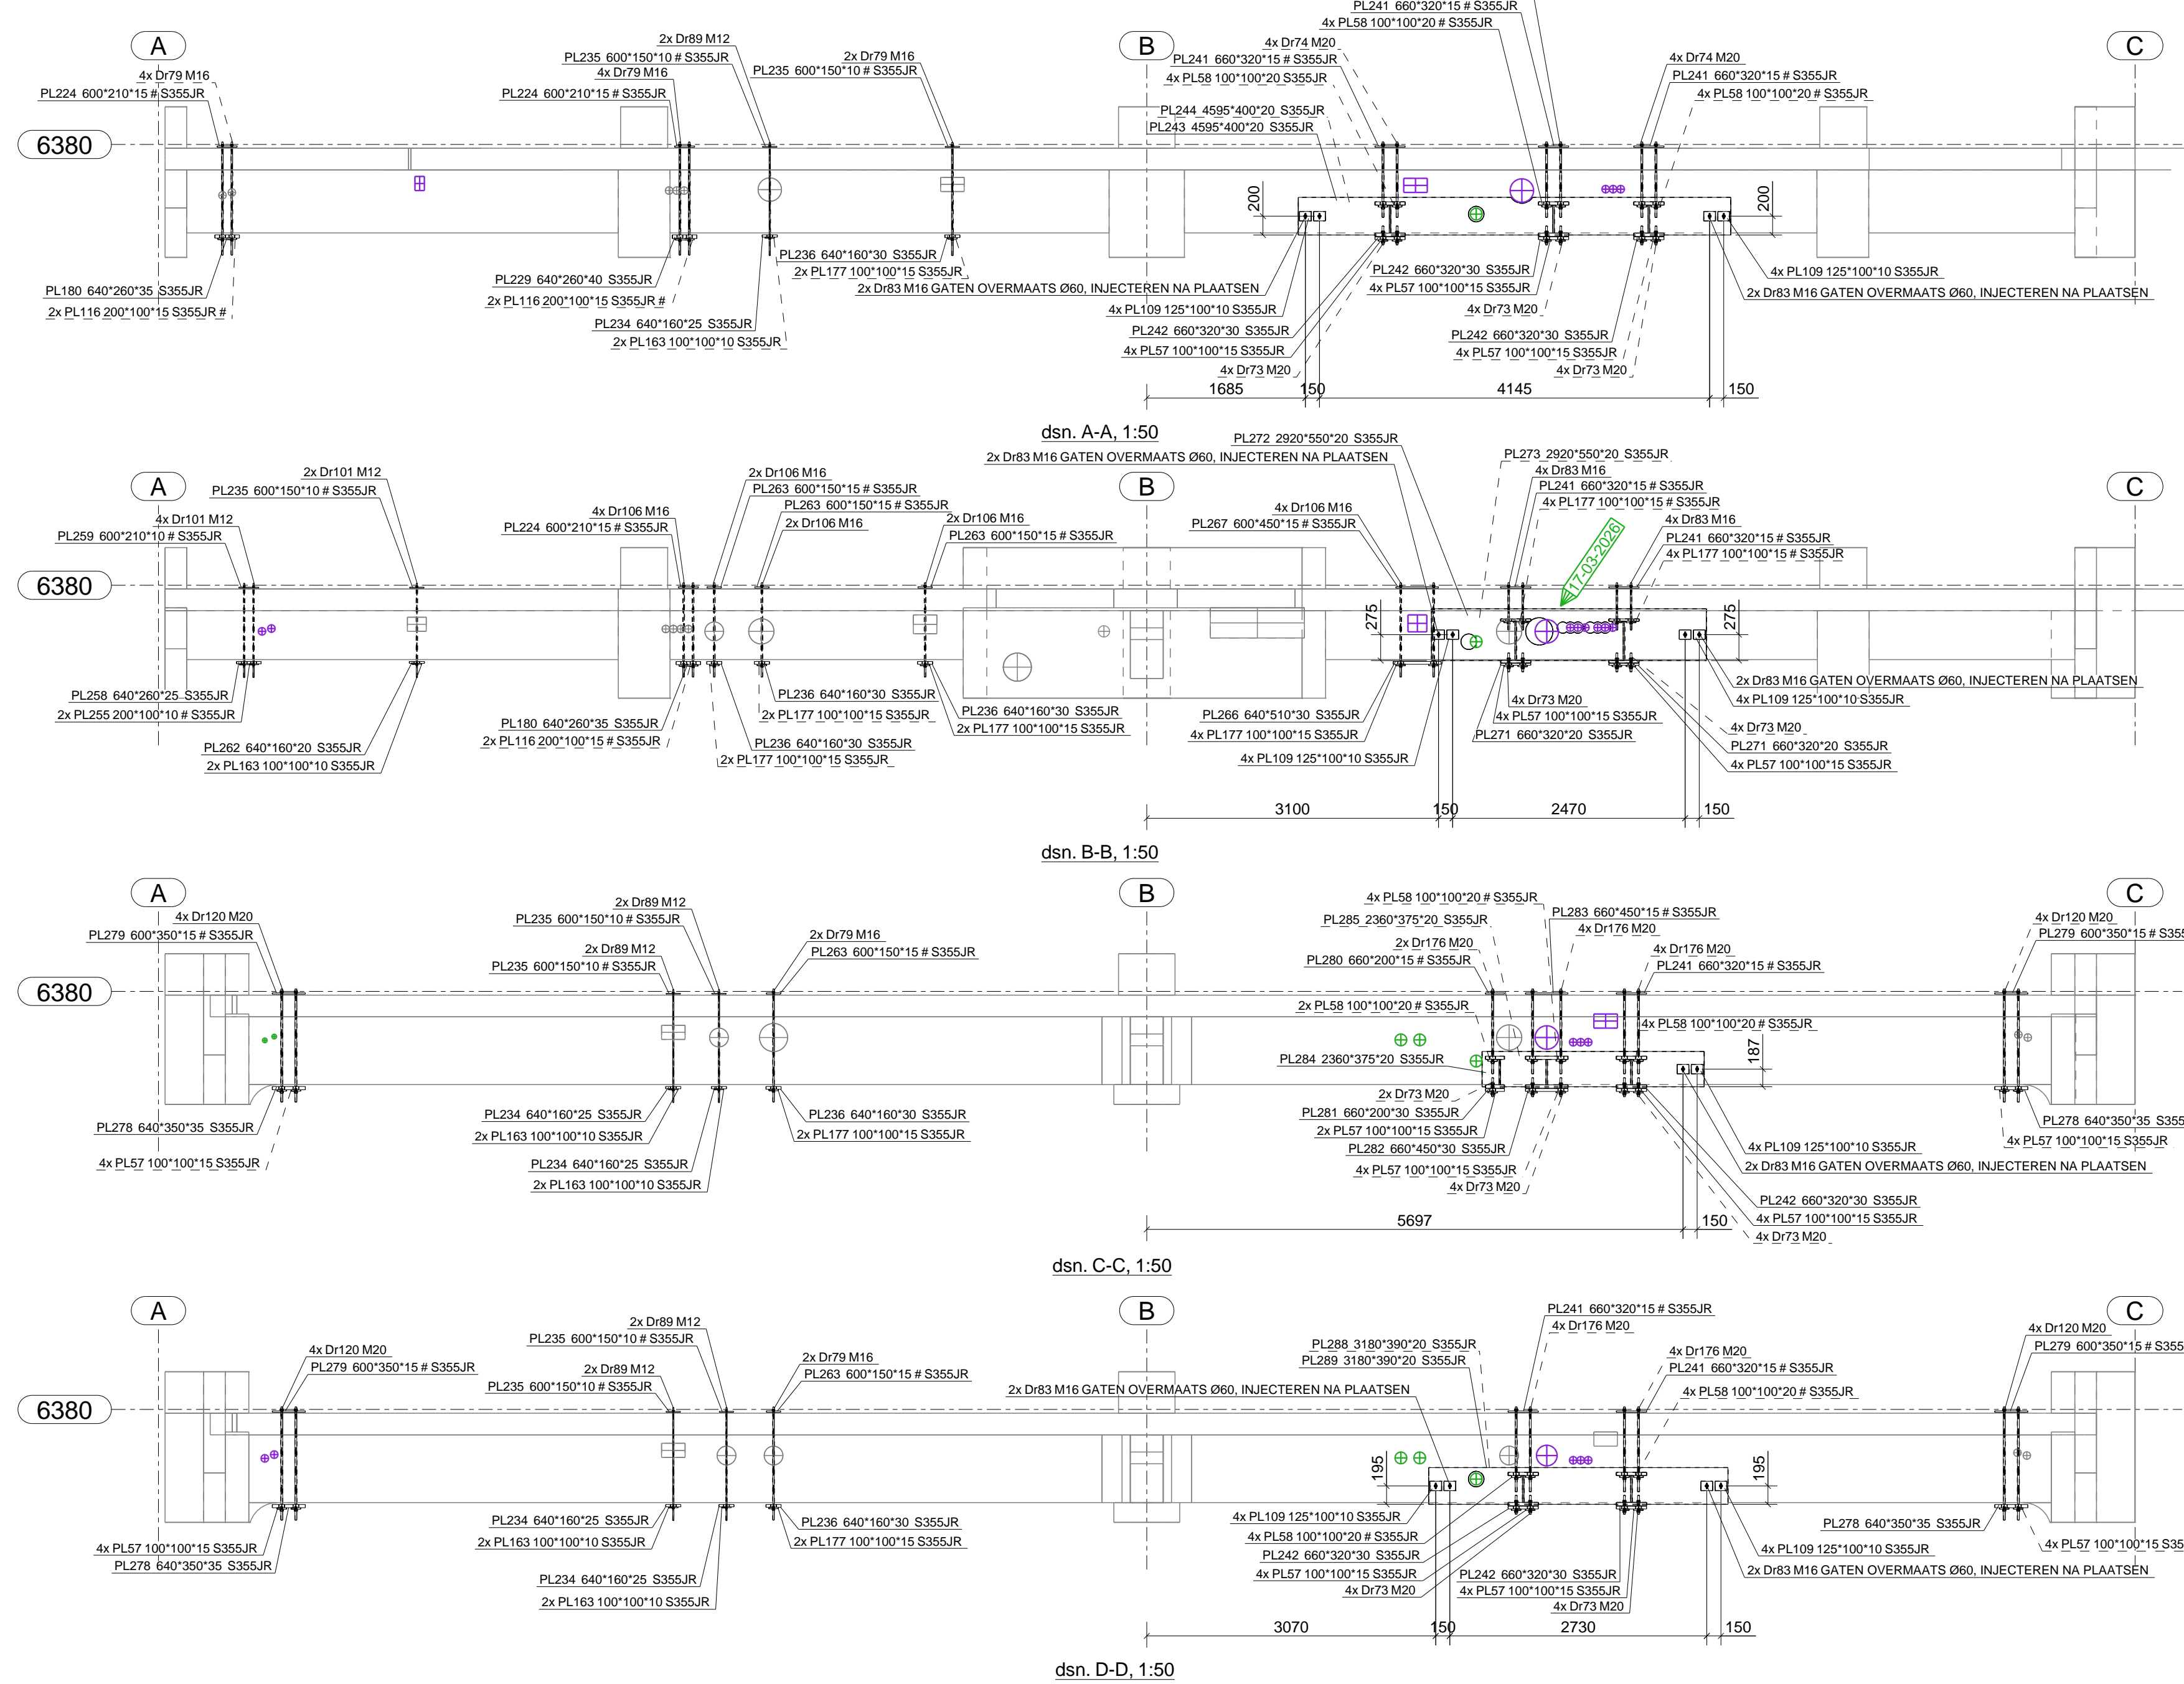 PL241 660*320*15 # S355JR
4x PL58 100*100*20 # S355JR
A
B
C
2x Dr89 M12
4x Dr74 M20
PL235 600*150*10 # S355JR
2x Dr79 M16
PL241 660*320*15 # S355JR
4x Dr74 M20
4x Dr79 M16
4x Dr79 M16
PL235 600*150*10 # S355JR
4x PL58 100*100*20 S355JR
PL241 660*320*15 # S355JR
PL224 600*210*15 # S355JR
PL224 600*210*15 # S355JR
4x PL58 100*100*20 # S355JR
PL244 4595*400*20 S355JR
PL243 4595*400*20 S355JR
6380
200
200
PL236 640*160*30 S355JR
2x PL177 100*100*15 S355JR
PL229 640*260*40 S355JR
2x Dr83 M16 GATEN OVERMAATS Ø60, INJECTEREN NA PLAATSEN
PL242 660*320*30 S355JR
4x PL57 100*100*15 S355JR
4x PL109 125*100*10 S355JR
2x Dr83 M16 GATEN OVERMAATS Ø60, INJECTEREN NA PLAATSEN
PL180 640*260*35 S355JR
2x PL116 200*100*15 S355JR #
2x PL116 200*100*15 S355JR #
4x PL109 125*100*10 S355JR
4x Dr73 M20
PL234 640*160*25 S355JR
PL242 660*320*30 S355JR
PL242 660*320*30 S355JR
2x PL163 100*100*10 S355JR
4x PL57 100*100*15 S355JR
4x PL57 100*100*15 S355JR
4x Dr73 M20
4x Dr73 M20
1685
150
4145
150
dsn. A-A, 1:50
PL272 2920*550*20 S355JR
2x Dr83 M16 GATEN OVERMAATS Ø60, INJECTEREN NA PLAATSEN
PL273 2920*550*20 S355JR
A
B
C
2x Dr101 M12
2x Dr106 M16
4x Dr83 M16
PL235 600*150*10 # S355JR
PL263 600*150*15 # S355JR
PL241 660*320*15 # S355JR
PL263 600*150*15 # S355JR
4x Dr106 M16
4x PL177 100*100*15 # S355JR
4x Dr101 M12
4x Dr106 M16
2x Dr106 M16
2x Dr106 M16
PL267 600*450*15 # S355JR
4x Dr83 M16
PL259 600*210*10 # S355JR
PL224 600*210*15 # S355JR
PL263 600*150*15 # S355JR
PL241 660*320*15 # S355JR
4x PL177 100*100*15 # S355JR
17-03-2026
6380
275
275
PL258 640*260*25 S355JR
2x PL255 200*100*10 # S355JR
PL236 640*160*30 S355JR
2x PL177 100*100*15 S355JR
PL236 640*160*30 S355JR
2x PL177 100*100*15 S355JR
2x Dr83 M16 GATEN OVERMAATS Ø60, INJECTEREN NA PLAATSEN
4x PL109 125*100*10 S355JR
PL180 640*260*35 S355JR
2x PL116 200*100*15 # S355JR
PL266 640*510*30 S355JR
4x PL177 100*100*15 S355JR
4x Dr73 M20
4x PL57 100*100*15 S355JR
PL271 660*320*20 S355JR
4x Dr73 M20
PL262 640*160*20 S355JR
2x PL163 100*100*10 S355JR
PL236 640*160*30 S355JR
2x PL177 100*100*15 S355JR
4x PL109 125*100*10 S355JR
PL271 660*320*20 S355JR
4x PL57 100*100*15 S355JR
3100
150
2470
150
dsn. B-B, 1:50
A
B
C
2x Dr89 M12
4x PL58 100*100*20 # S355JR
4x Dr120 M20
PL235 600*150*10 # S355JR
PL285 2360*375*20 S355JR
PL283 660*450*15 # S355JR
4x Dr120 M20
PL279 600*350*15 # S355JR
2x Dr79 M16
2x Dr176 M20
4x Dr176 M20
PL279 600*350*15 # S355
2x Dr89 M12
PL263 600*150*15 # S355JR
4x Dr176 M20
PL235 600*150*10 # S355JR
PL280 660*200*15 # S355JR
PL241 660*320*15 # S355JR
6380
2x PL58 100*100*20 # S355JR
4x PL58 100*100*20 # S355JR
PL284 2360*375*20 S355JR
187
2x Dr73 M20
PL278 640*350*35 S355JR
PL234 640*160*25 S355JR
PL236 640*160*30 S355JR
PL281 660*200*30 S355JR
PL278 640*350*35 S355
2x PL163 100*100*10 S355JR
2x PL177 100*100*15 S355JR
2x PL57 100*100*15 S355JR
4x PL57 100*100*15 S355JR
4x PL57 100*100*15 S355JR
PL282 660*450*30 S355JR
4x PL109 125*100*10 S355JR
PL234 640*160*25 S355JR
4x PL57 100*100*15 S355JR
2x Dr83 M16 GATEN OVERMAATS Ø60, INJECTEREN NA PLAATSEN
2x PL163 100*100*10 S355JR
4x Dr73 M20
PL242 660*320*30 S355JR
4x PL57 100*100*15 S355JR
4x Dr73 M20
5697
150
dsn. C-C, 1:50
A
B
C
PL241 660*320*15 # S355JR
2x Dr89 M12
4x Dr176 M20
4x Dr120 M20
PL235 600*150*10 # S355JR
PL288 3180*390*20 S355JR
PL279 600*350*15 # S355
4x Dr120 M20
2x Dr79 M16
PL289 3180*390*20 S355JR
4x Dr176 M20
PL279 600*350*15 # S355JR
2x Dr89 M12
PL263 600*150*15 # S355JR
PL241 660*320*15 # S355JR
PL235 600*150*10 # S355JR
2x Dr83 M16 GATEN OVERMAATS Ø60, INJECTEREN NA PLAATSEN
4x PL58 100*100*20 # S355JR
6380
195
195
PL234 640*160*25 S355JR
PL236 640*160*30 S355JR
4x PL109 125*100*10 S355JR
PL278 640*350*35 S355JR
2x PL163 100*100*10 S355JR
2x PL177 100*100*15 S355JR
4x PL58 100*100*20 # S355JR
4x PL57 100*100*15 S355JR
PL242 660*320*30 S355JR
4x PL109 125*100*10 S355JR
4x PL57 100*100*15 S35
PL278 640*350*35 S355JR
4x PL57 100*100*15 S355JR
PL242 660*320*30 S355JR
2x Dr83 M16 GATEN OVERMAATS Ø60, INJECTEREN NA PLAATSEN
PL234 640*160*25 S355JR
4x Dr73 M20
4x PL57 100*100*15 S355JR
2x PL163 100*100*10 S355JR
4x Dr73 M20
3070
150
2730
150
dsn. D-D, 1:50